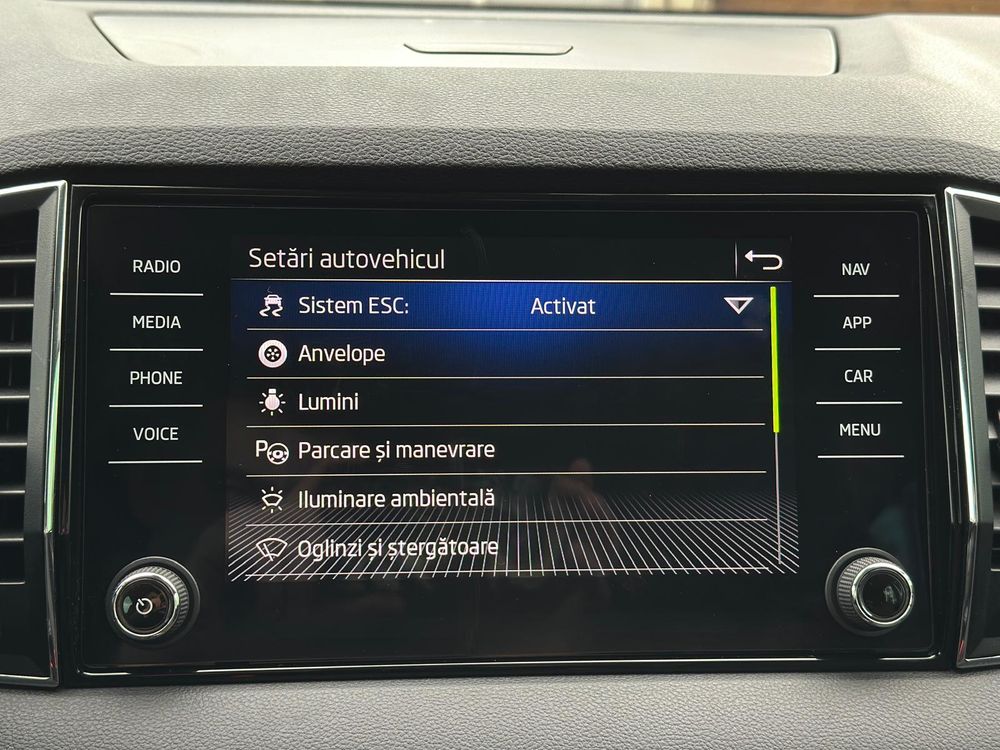 RADIO
MEDIA
PHONE
VOICE
Setări autovehicul
Sistem ESC: Activat
Anvelope
Lumini
P Parcare și manevrare
Iluminare ambientală
Oglinzi și ștergătoare
NAV
APP
CAR
MENU